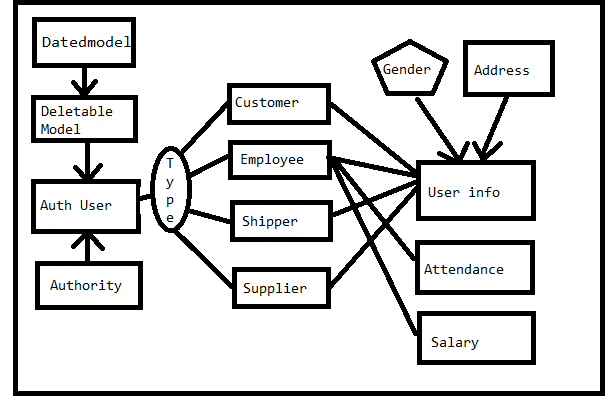 Datedmodel
Deletable
Model
Auth User
Authority
Type
Customer
Employee
Shipper
Supplier
Gender
Address
User info
Attendance
Salary